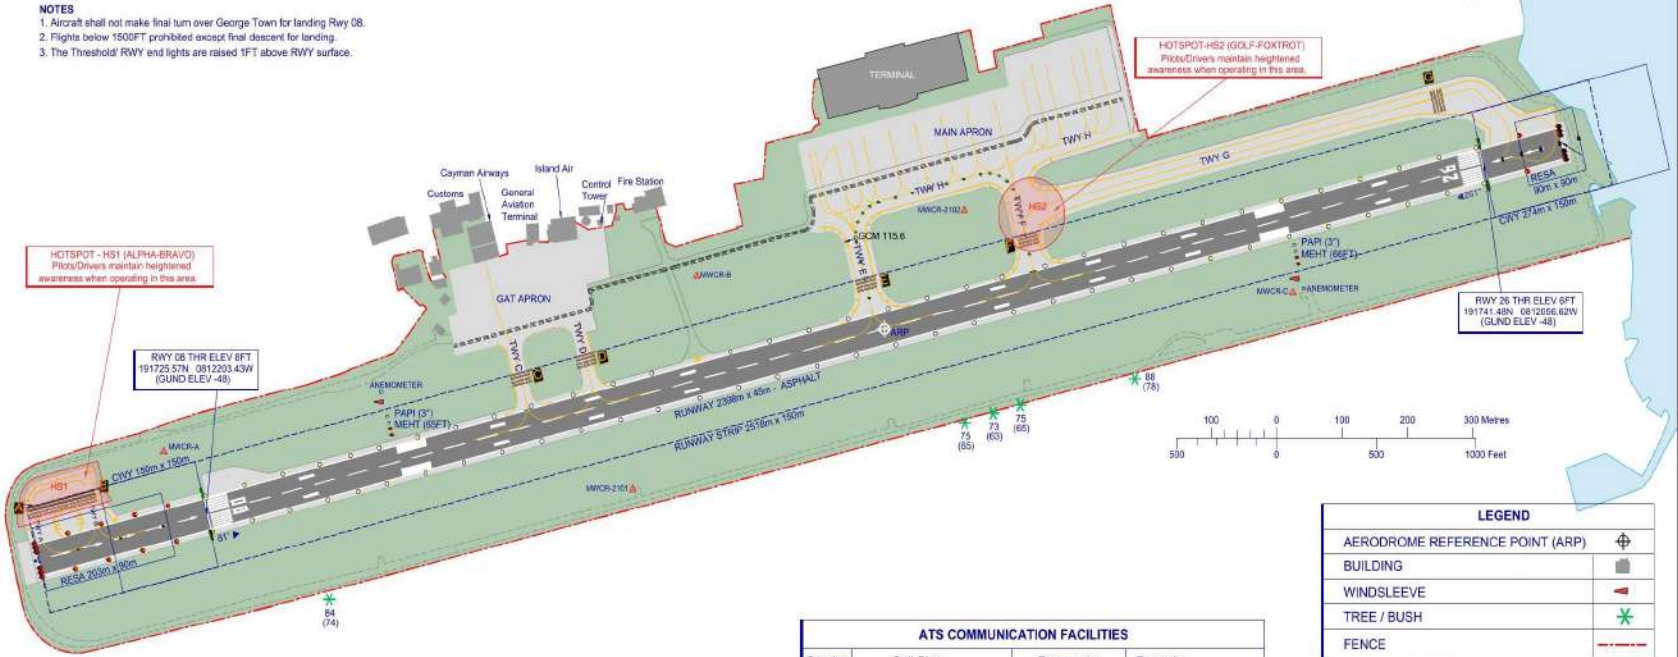 NOTES
1. Aircraft shall not make final turn over George Town for landing Rwy 08.
2. Flights below 1500FT prohibited except final descent for landing.
3. The Threshold/ RWY end lights are raised 1FT above RWY surface.
HOTSPOT-HS2 (GOLF-FOXTROT)
Pilots/Drivers maintain heightened
awareness when operating in this area.
TERMINAL
MAIN APRON
TWY H
TWY G
G
TWY H
MWCR-2102
TWY F
HS2
F
26
261°
RESA
90m x 90m
CWY 274m x 150m
Cayman Airways
Island Air
Customs
General
Aviation
Terminal
Control
Tower
Fire Station
GCM 115.6
TWY E
E
MWCR-B
ARP
PAPI (3°)
MEHT (66FT)
MWCR-C
ANEMOMETER
RWY 26 THR ELEV 6FT
191741.48N 0812056.62W
(GUND ELEV -48)
HOTSPOT - HS1 (ALPHA-BRAVO)
Pilots/Drivers maintain heightened
awareness when operating in this area.
GAT APRON
TWY C
TWY D
C
D
RWY 08 THR ELEV 8FT
191725.57N 0812203.43W
(GUND ELEV -48)
ANEMOMETER
PAPI (3°)
MEHT (65FT)
RUNWAY 2398m x 45m - ASPHALT
RUNWAY STRIP 2518m x 150m
88
(78)
75
(65)
73
(63)
75
(65)
MWCR-A
CWY 150m x 150m
HS1
A
B
TWY A
08
81°
RESA 203m x 90m
MWCR-2101
84
(74)
100 0 100 200 300 Metres
500 0 500 1000 Feet
LEGEND
AERODROME REFERENCE POINT (ARP)
BUILDING
WINDSLEEVE
TREE / BUSH
FENCE
ATS COMMUNICATION FACILITIES